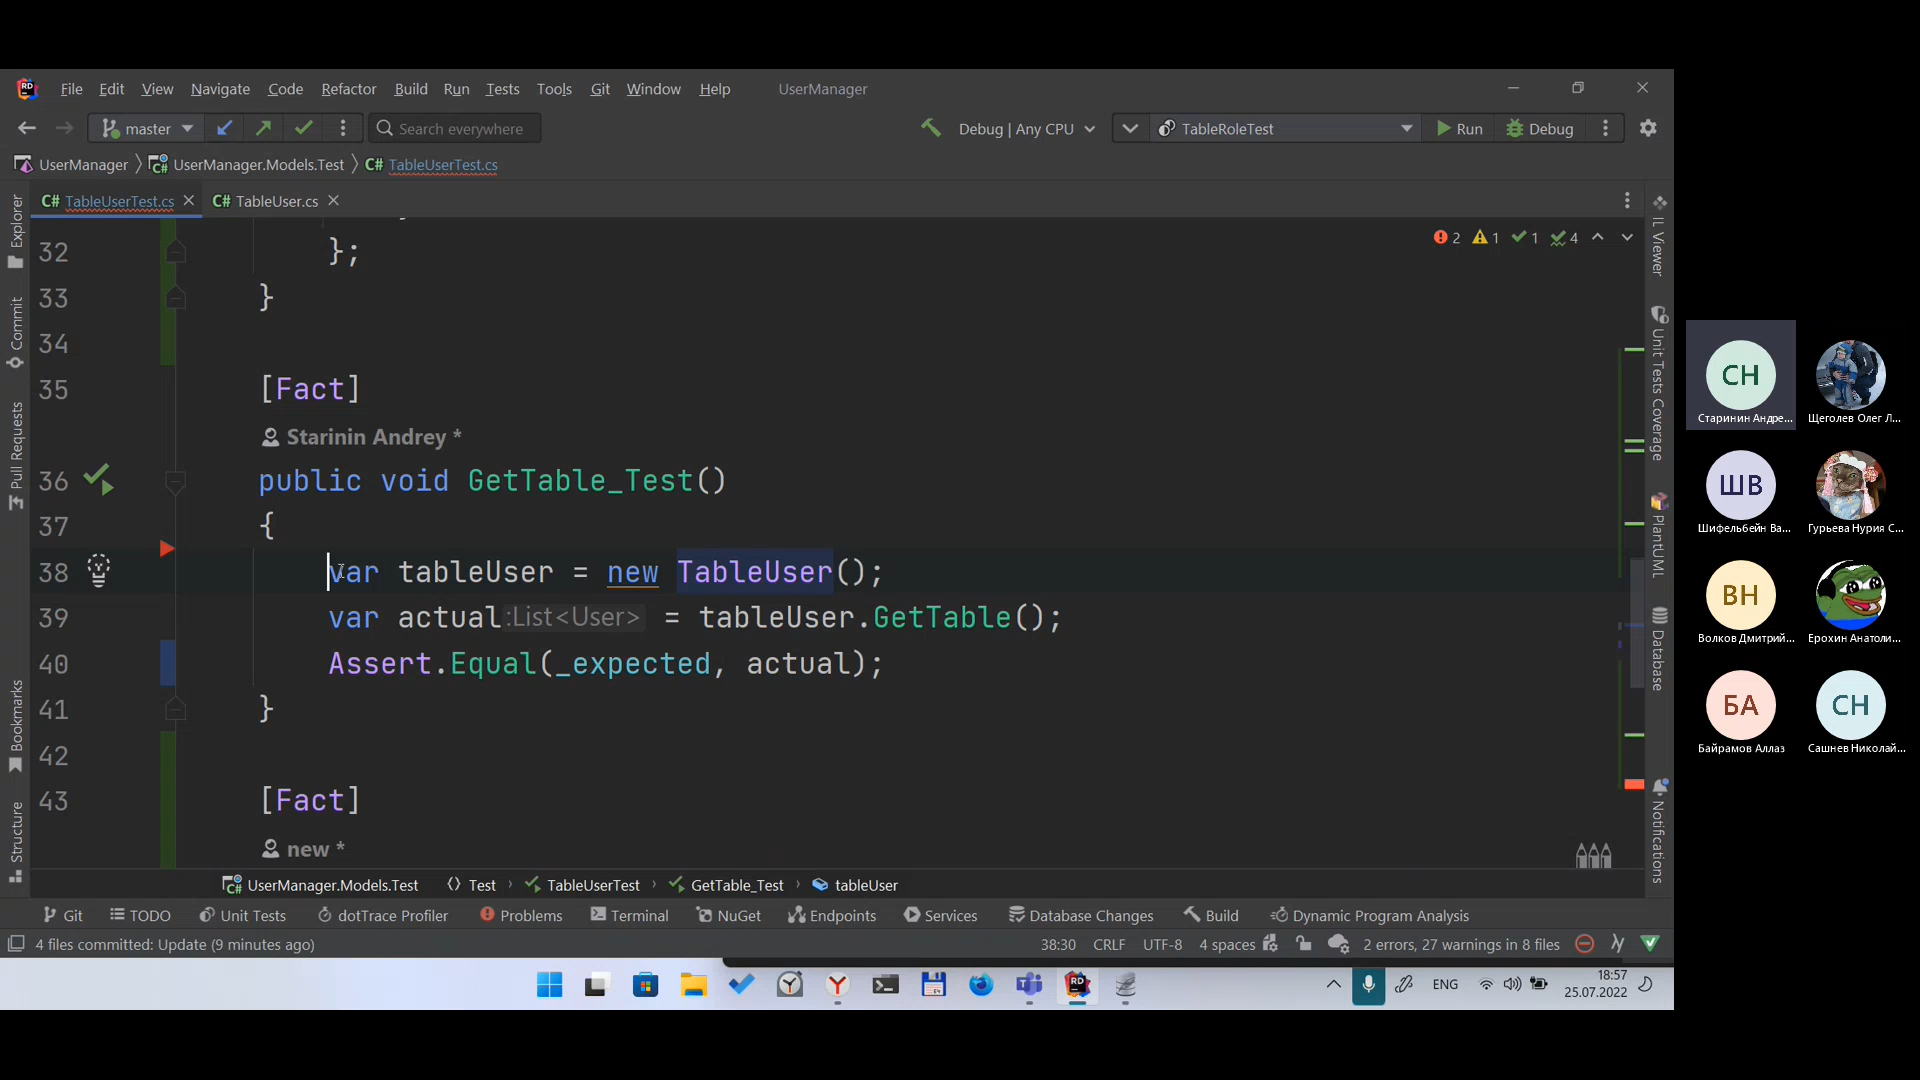 File Edit View Navigate Code Refactor Build Run Tests Tools Git Window Help UserManager
master Search everywhere Debug | Any CPU TableRoleTest Run Debug
UserManager UserManager.Models.Test C# TableUserTest.cs
C# TableUserTest.cs C# TableUser.cs
2 1 1 4
32 };
33 }
34
35 [Fact]
Starinin Andrey *
36 public void GetTable_Test()
37 {
38 var tableUser = new TableUser();
39 var actual :List<User> = tableUser.GetTable();
40 Assert.Equal(_expected, actual);
41 }
42
43 [Fact]
new *
Explorer
Commit
Pull Requests
Bookmarks
Structure
IL Viewer
Unit Tests Coverage
PlantUML
Database
Notifications
UserManager.Models.Test Test TableUserTest GetTable_Test tableUser
Git TODO Unit Tests dotTrace Profiler Problems Terminal NuGet Endpoints Services Database Changes Build Dynamic Program Analysis
4 files committed: Update (9 minutes ago) 38:30 CRLF UTF-8 4 spaces 2 errors, 27 warnings in 8 files
ENG 18:57
25.07.2022
СН
Старинин Андре... Щеголев Олег Л...
ШВ
Шифельбейн Ва... Гурьева Нурия С...
ВН
Волков Дмитрий... Ерохин Анатоли...
БА СН
Байрамов Аллаз Сашнев Николай...